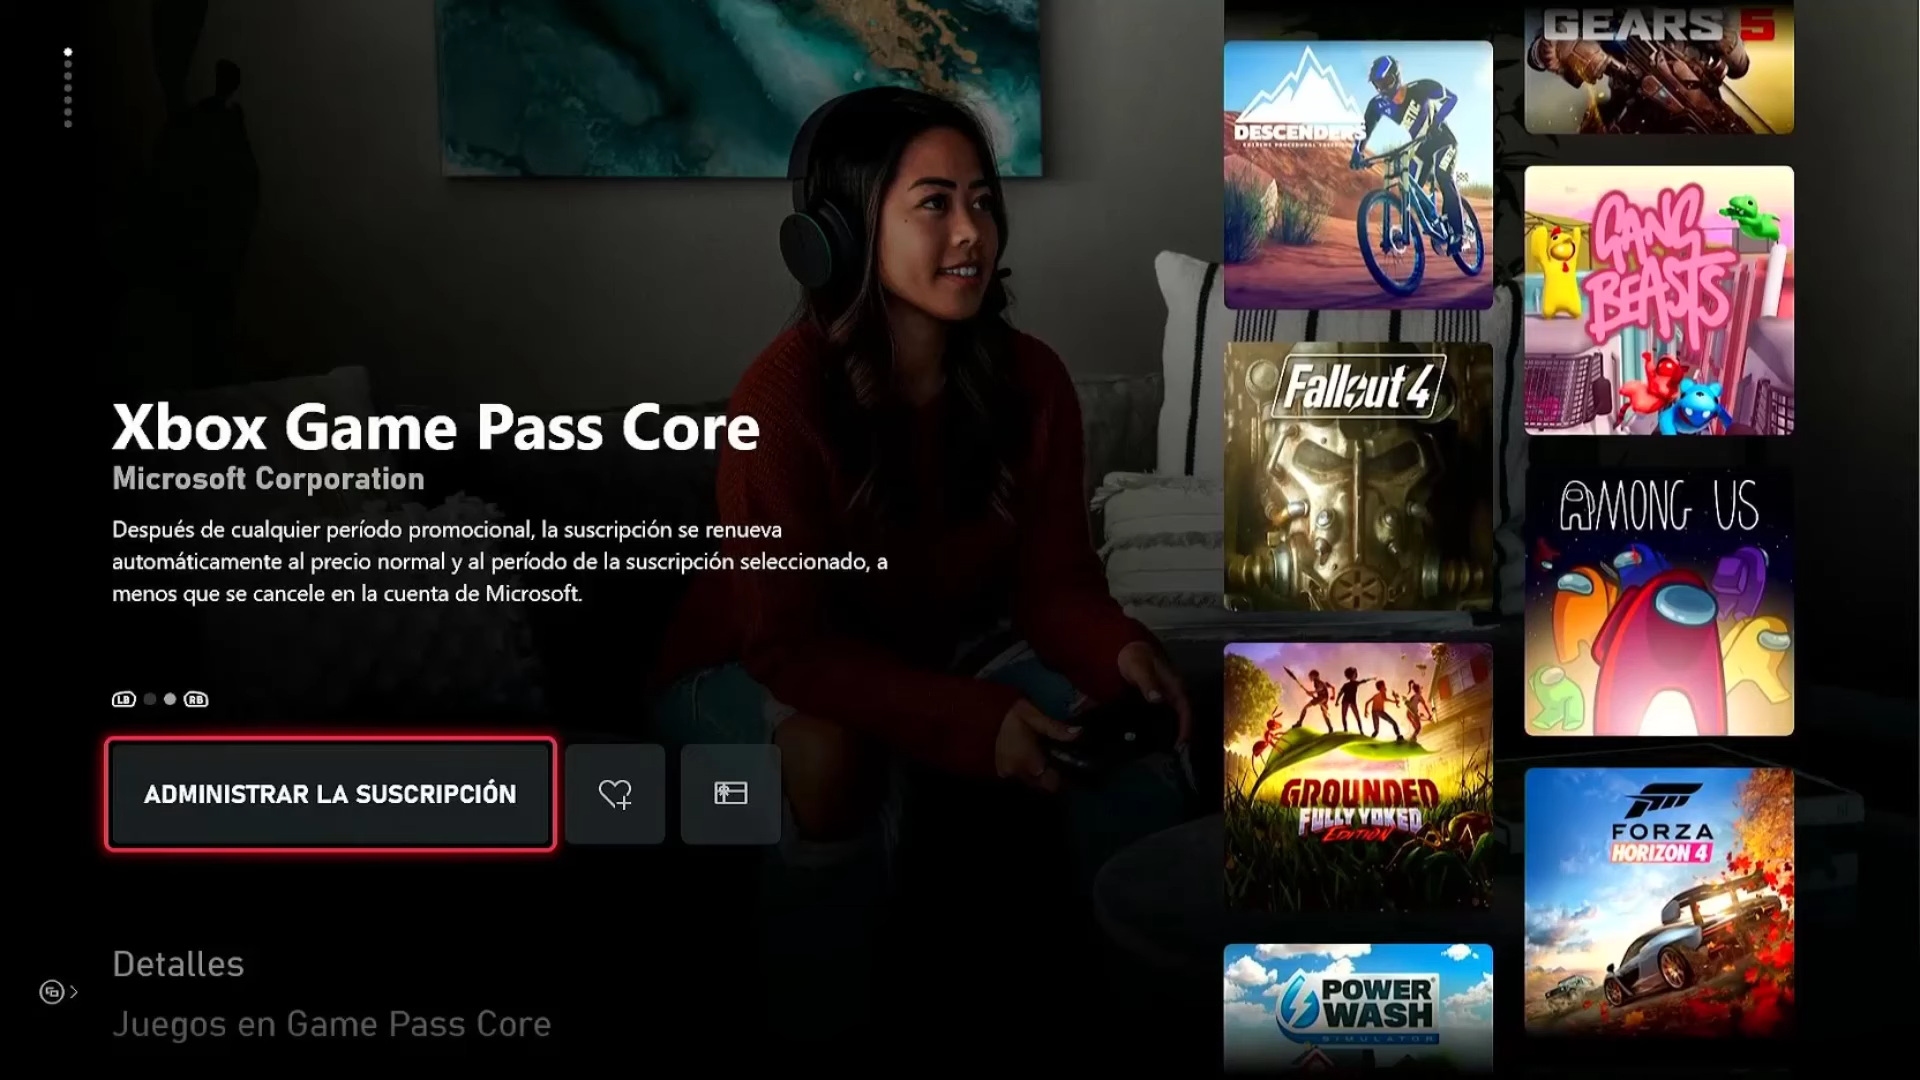 Xbox Game Pass Core
Microsoft Corporation
Después de cualquier período promocional, la suscripción se renueva
automáticamente al precio normal y al período de la suscripción seleccionado, a
menos que se cancele en la cuenta de Microsoft.
LB
RB
ADMINISTRAR LA SUSCRIPCIÓN
Detalles
Juegos en Game Pass Core
DESCENDERS
Fallout 4
GROUNDED
FULLY YOKED
EDITION
POWER
WASH
SIMULATOR
GEARS 5
GANG
BEASTS
AMONG US
FORZA
HORIZON 4